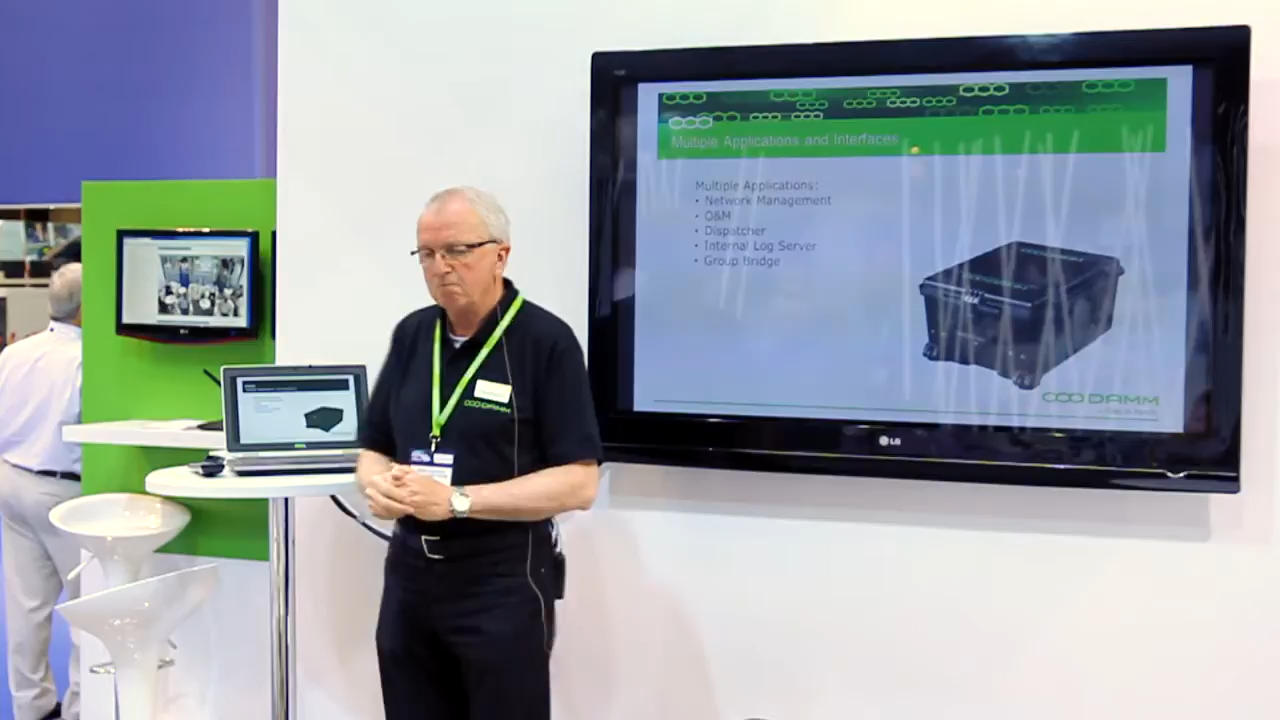 Multiple Applications and Interfaces
Multiple Applications:
• Network Management
• O&M
• Dispatcher
• Internal Log Server
• Group Bridge
DAMM
LG
DAMM